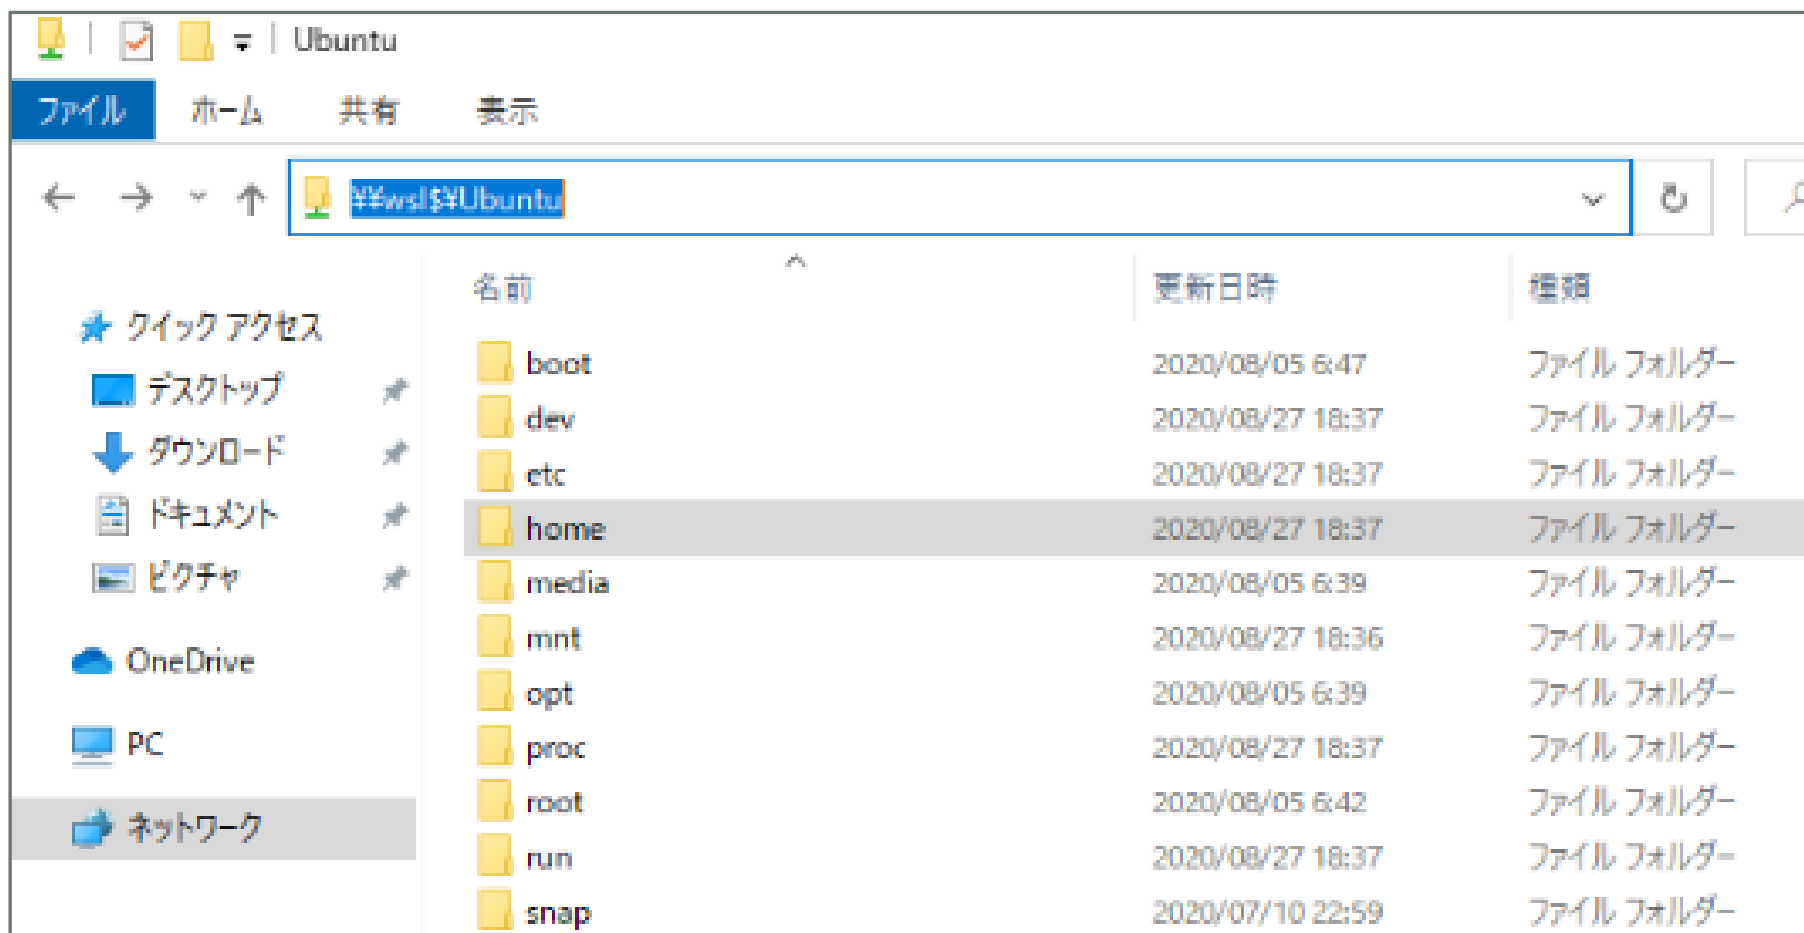 Ubuntu
ファイル ホーム 共有 表示
¥¥wsl$¥Ubuntu
名前 更新日時 種類
クイック アクセス
デスクトップ
ダウンロード
ドキュメント
ピクチャ
OneDrive
PC
ネットワーク
boot 2020/08/05 6:47 ファイル フォルダー
dev 2020/08/27 18:37 ファイル フォルダー
etc 2020/08/27 18:37 ファイル フォルダー
home 2020/08/27 18:37 ファイル フォルダー
media 2020/08/05 6:39 ファイル フォルダー
mnt 2020/08/27 18:36 ファイル フォルダー
opt 2020/08/05 6:39 ファイル フォルダー
proc 2020/08/27 18:37 ファイル フォルダー
root 2020/08/05 6:42 ファイル フォルダー
run 2020/08/27 18:37 ファイル フォルダー
snap 2020/07/10 22:59 ファイル フォルダー